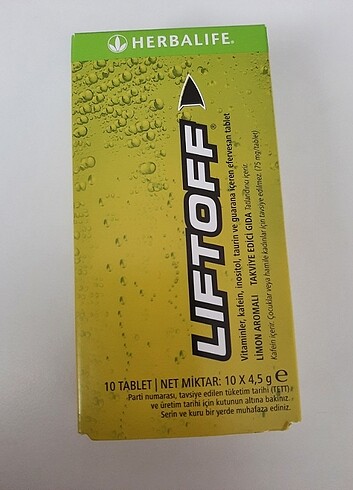 HERBALIFE.
LIFTOFF®
Vitaminler, kafein, inositol, taurin ve guarana içeren efervesan tablet
LİMON AROMALI TAKVİYE EDİCİ GIDA Tatlandırıcı içerir.
Kafein içerir. Çocuklar veya hamile kadınlar için tavsiye edilmez (75 mg/tablet)
10 TABLET | NET MİKTAR: 10 X 4,5 g ℮
Parti numarası, tavsiye edilen tüketim tarihi (TETT)
ve üretim tarihi için kutunun altına bakınız.
Serin ve kuru bir yerde muhafaza ediniz.